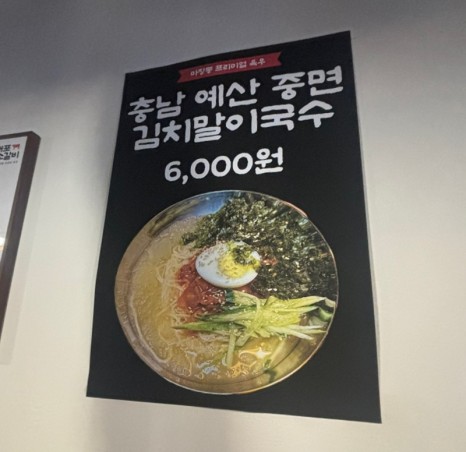 충남 예산 중면
김치말이국수
6,000원